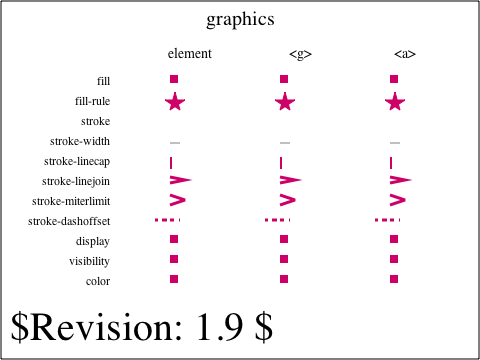 graphics
element <g> <a>
fill
fill-rule
stroke
stroke-width
stroke-linecap
stroke-linejoin
stroke-miterlimit
stroke-dashoffset
display
visibility
color
$Revision: 1.9 $